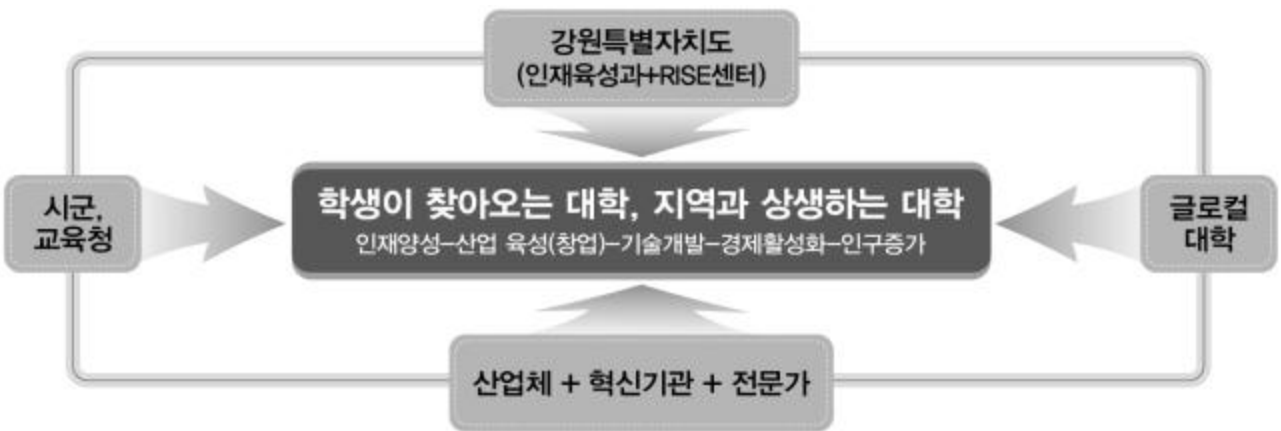 강원특별자치도
(인재육성과+RISE센터)
시군,
교육청
학생이 찾아오는 대학, 지역과 상생하는 대학
인재양성-산업 육성(창업)-기술개발-경제활성화-인구증가
글로컬
대학
산업체 + 혁신기관 + 전문가